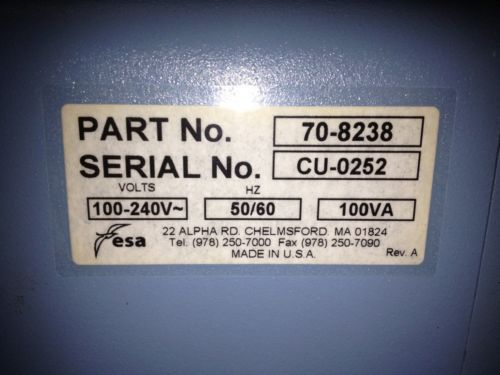 PART No. 70-8238
SERIAL No. CU-0252
VOLTS HZ
100-240V~ 50/60 100VA
esa 22 ALPHA RD. CHELMSFORD. MA 01824
Tel. (978) 250-7000 Fax (978) 250-7090
MADE IN U.S.A. Rev. A